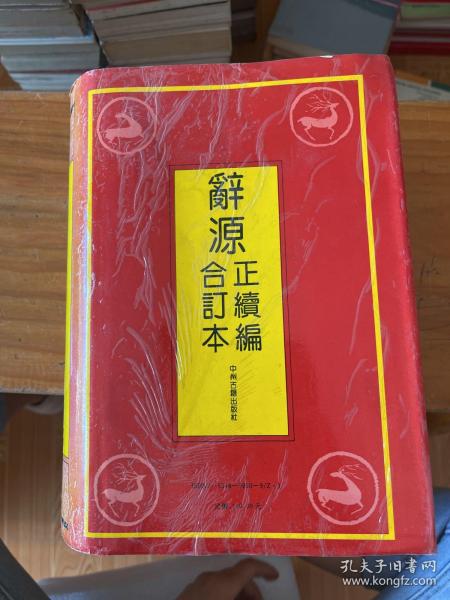 辭源
正續編
合訂本
中州古籍出版社
孔夫子旧书网
www.kongfz.com